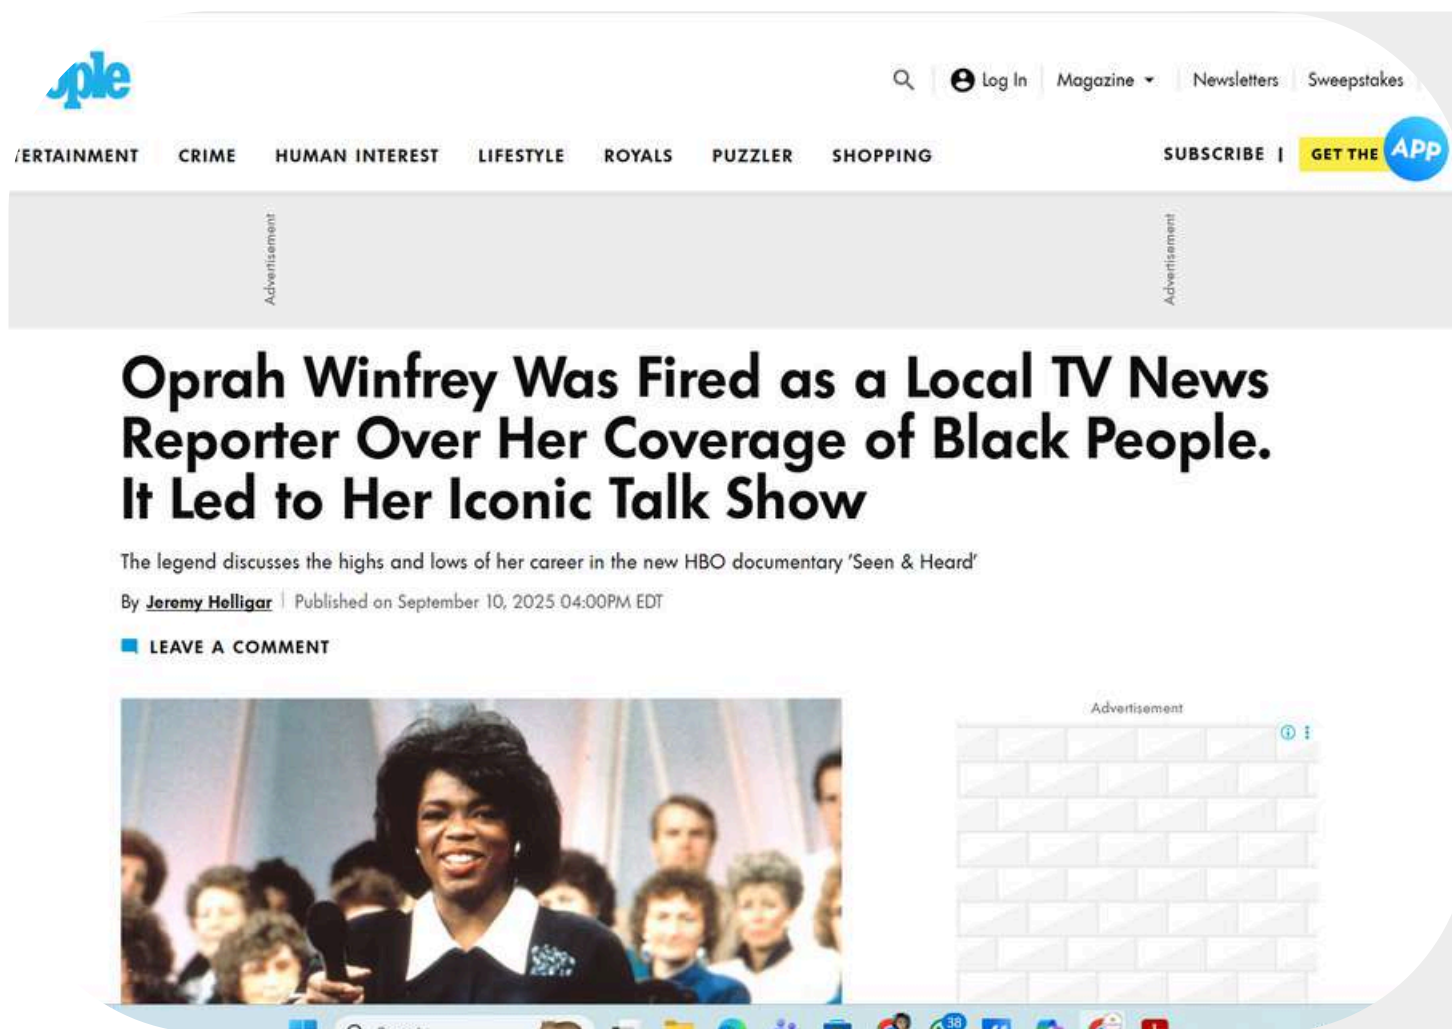 Log In
Magazine
Newsletters
Sweepstakes
CRIME
HUMAN INTEREST
LIFESTYLE
ROYALS
PUZZLER
SHOPPING
SUBSCRIBE |
GET THE APP
Advertisement
Advertisement
Oprah Winfrey Was Fired as a Local TV News
Reporter Over Her Coverage of Black People.
It Led to Her Iconic Talk Show
The legend discusses the highs and lows of her career in the new HBO documentary ‘Seen & Heard’
By Jeremy Helligar | Published on September 10, 2025 04:00PM EDT
LEAVE A COMMENT
Advertisement
38